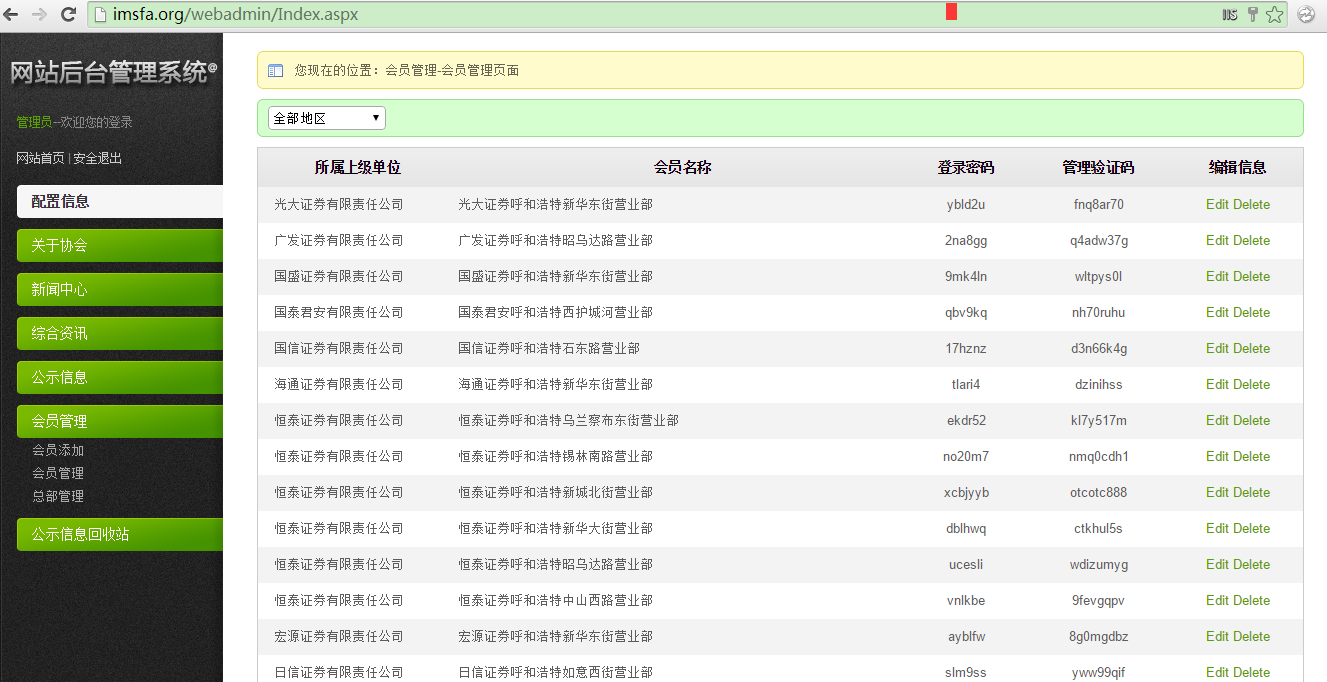 imsfa.org/webadmin/Index.aspx
IIS
网站后台管理系统@
管理员--欢迎您的登录
网站首页 | 安全退出
配置信息
关于协会
新闻中心
综合资讯
公示信息
会员管理
会员添加
会员管理
总部管理
公示信息回收站
您现在的位置：会员管理-会员管理页面
全部地区
所属上级单位 会员名称 登录密码 管理验证码 编辑信息
光大证券有限责任公司 光大证券呼和浩特新华东街营业部 ybld2u fnq8ar70 Edit Delete
广发证券有限责任公司 广发证券呼和浩特昭乌达路营业部 2na8gg q4adw37g Edit Delete
国盛证券有限责任公司 国盛证券呼和浩特新华东街营业部 9mk4ln wltpys0l Edit Delete
国泰君安有限责任公司 国泰君安呼和浩特西护城河营业部 qbv9kq nh70ruhu Edit Delete
国信证券有限责任公司 国信证券呼和浩特石东路营业部 17hznz d3n66k4g Edit Delete
海通证券有限责任公司 海通证券呼和浩特新华东街营业部 tlari4 dzinihss Edit Delete
恒泰证券有限责任公司 恒泰证券呼和浩特乌兰察布东街营业部 ekdr52 kl7y517m Edit Delete
恒泰证券有限责任公司 恒泰证券呼和浩特锡林南路营业部 no20m7 nmq0cdh1 Edit Delete
恒泰证券有限责任公司 恒泰证券呼和浩特新城北街营业部 xcbjyyb otcotc888 Edit Delete
恒泰证券有限责任公司 恒泰证券呼和浩特新华大街营业部 dblhwq ctkhul5s Edit Delete
恒泰证券有限责任公司 恒泰证券呼和浩特昭乌达路营业部 ucesli wdizumyg Edit Delete
恒泰证券有限责任公司 恒泰证券呼和浩特中山西路营业部 vnlkbe 9fevgqpv Edit Delete
宏源证券有限责任公司 宏源证券呼和浩特新华东街营业部 ayblfw 8g0mgdbz Edit Delete
日信证券有限责任公司 日信证券呼和浩特如意西街营业部 slm9ss yww99qif Edit Delete